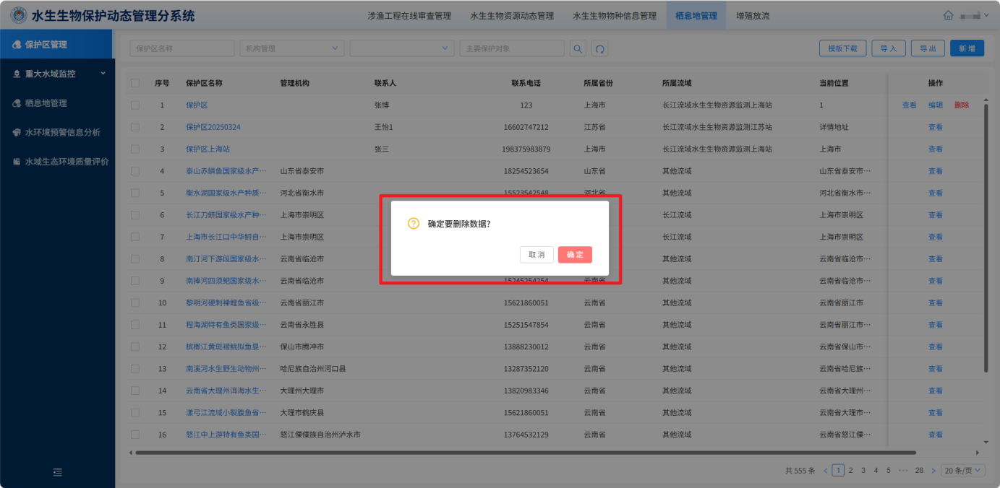 水生生物保护动态管理分系统 涉渔工程在线审查管理 水生生物资源动态管理 水生生物物种信息管理 栖息地管理 增殖放流
保护区管理
重大水域监控
栖息地管理
水环境预警信息分析
水域生态环境质量评价
保护区名称 机构管理 主要保护对象 模板下载 导入 导出 新增
序号 保护区名称 管理机构 联系人 联系电话 所属省份 所属流域 当前位置 操作
1 保护区 张博 123 上海市 长江流域水生生物资源监测上海站 1 查看 编辑 删除
2 保护区20250324 王怡1 16602747212 江苏省 长江流域水生生物资源监测江苏站 详情地址 查看
3 保护区上海站 张三 198375983879 上海市 长江流域水生生物资源监测上海站 上海市 查看
4 泰山赤鳞鱼国家级水产… 山东省泰安市 18254523654 山东省 其他流域 山东省泰安市… 查看
5 衡水湖国家级水产种质… 河北省衡水市 15523542548 河北省 其他流域 河北省衡水市… 查看
6 长江刀鲚国家级水产种… 上海市崇明区 长江流域 上海市崇明区 查看
7 上海市长江口中华鲟自… 上海市崇明区 长江流域 上海市崇明区 查看
8 南汀河下游段国家级水… 云南省临沧市 其他流域 云南省临沧市… 查看
9 南捧河四须鲃国家级水… 云南省临沧市 15245254254 云南省 其他流域 云南省临沧市… 查看
10 黎明河硬刺裸鲤鱼省级… 云南省丽江市 15621860051 云南省 其他流域 云南省丽江市 查看
11 程海湖特有鱼类国家级… 云南省永胜县 15251547854 云南省 其他流域 云南省丽江市… 查看
12 槟榔江黄斑褶鮡拟鱼晏… 保山市腾冲市 13888230012 云南省 其他流域 云南省保山市… 查看
13 南溪河水生野生动物州… 哈尼族自治州河口县 13287352120 云南省 其他流域 云南省哈尼族… 查看
14 云南省大理州洱海水生… 大理州大理市 13820983346 云南省 其他流域 云南省大理州… 查看
15 漾弓江流域小裂腹鱼省… 大理市鹤庆县 15621860051 云南省 其他流域 云南省大理市… 查看
16 怒江中上游特有鱼类国… 怒江傈僳族自治州泸水市 13764532129 云南省 其他流域 云南省怒江傈… 查看
确定要删除数据?
取消 确定
共 555 条 1 2 3 4 5 ••• 28 20 条/页